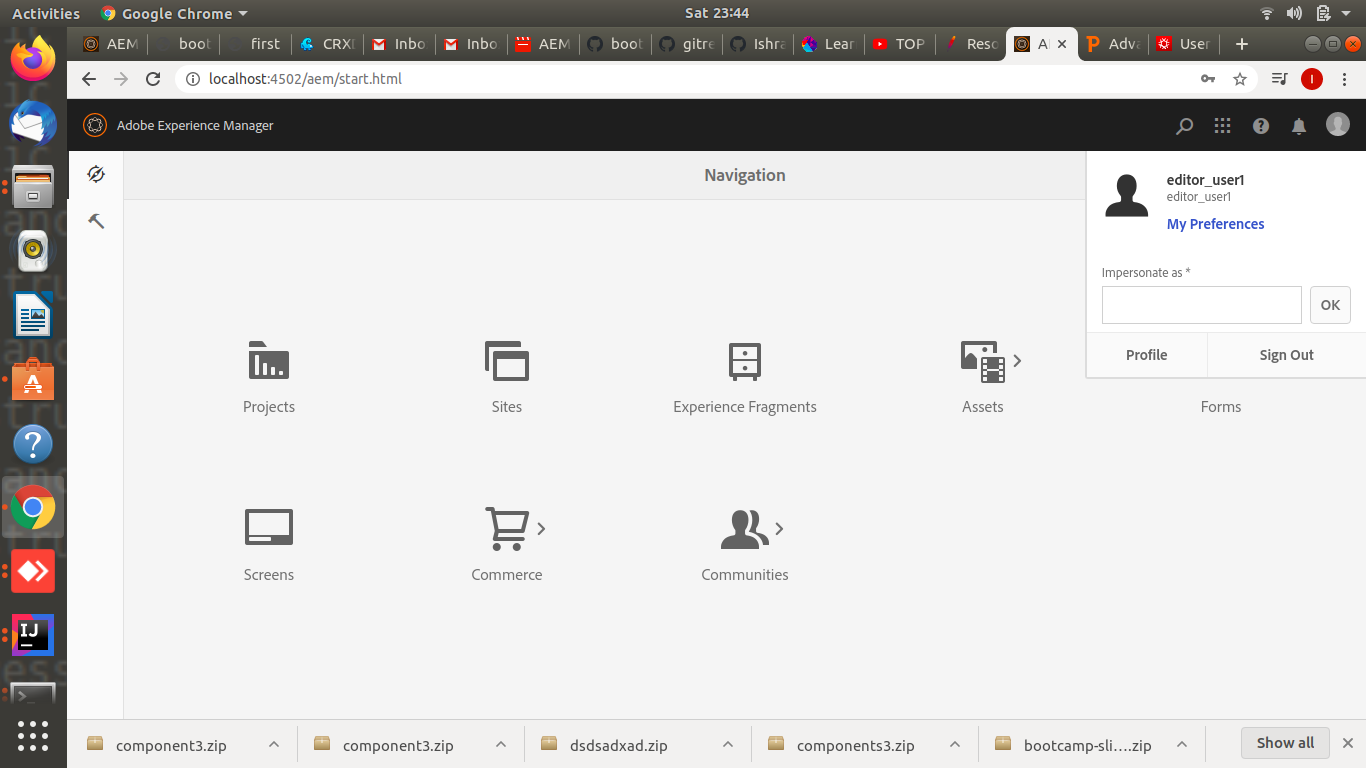 Activities
Google Chrome
Sat 23:44
AEM
boot
first
CRXI
Inbo
Inbo
AEM
boot
gitre
Ishra
Lear
TOP
Reso
A
Adva
User
localhost:4502/aem/start.html
I
Adobe Experience Manager
Navigation
editor_user1
editor_user1
My Preferences
Impersonate as *
OK
Profile
Sign Out
Projects
Sites
Experience Fragments
Assets
Forms
Screens
Commerce
Communities
IJ
component3.zip
component3.zip
dsdsadxad.zip
components3.zip
bootcamp-sli....zip
Show all